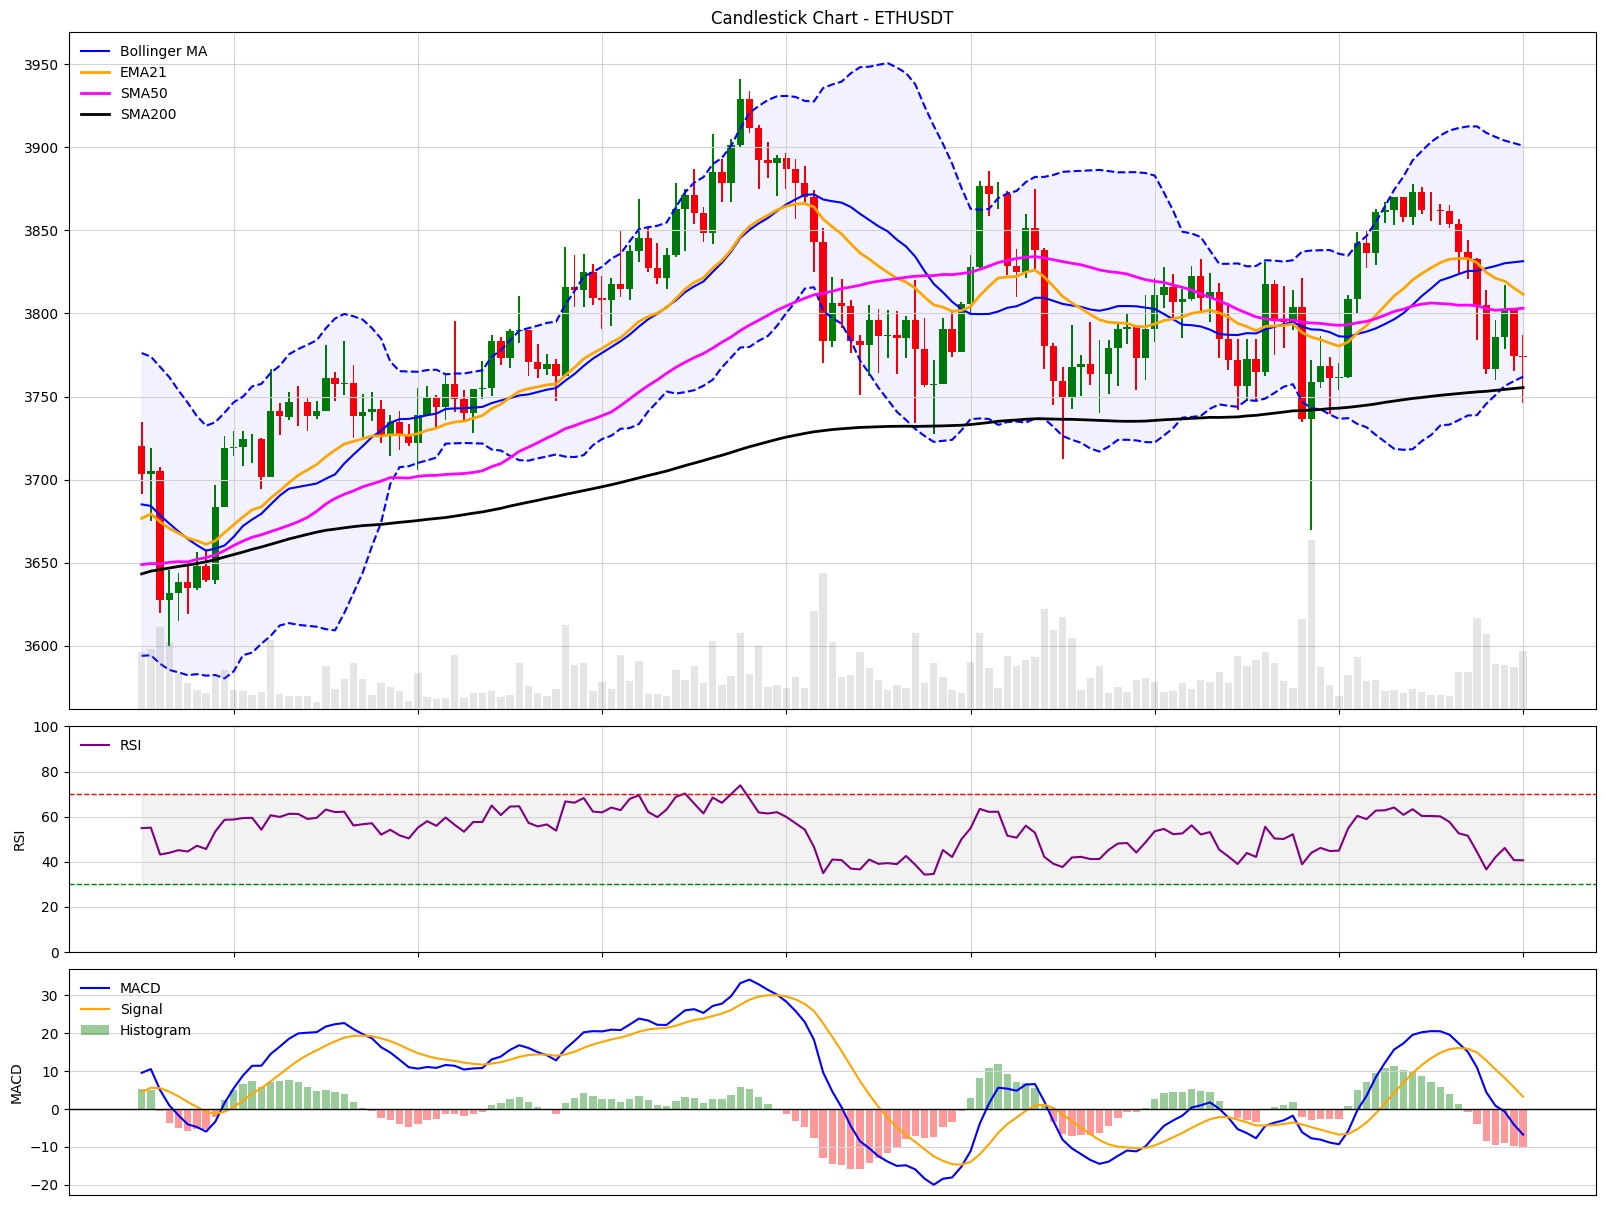 Candlestick Chart - ETHUSDT
Bollinger MA
EMA21
SMA50
SMA200
3950
3900
3850
3800
3750
3700
3650
3600
RSI
100
80
60
40
20
0
RSI
MACD
Signal
Histogram
30
20
10
0
−10
−20
MACD